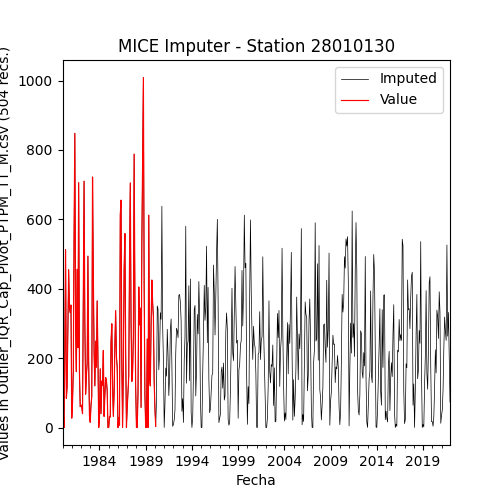 MICE Imputer - Station 28010130
Values in Outlier_IQR_Cap_Pivot_PTPM_TT_M.csv (504 recs.)
1000
800
600
400
200
0
Imputed
Value
1984
1989
1994
1999
2004
2009
2014
2019
Fecha